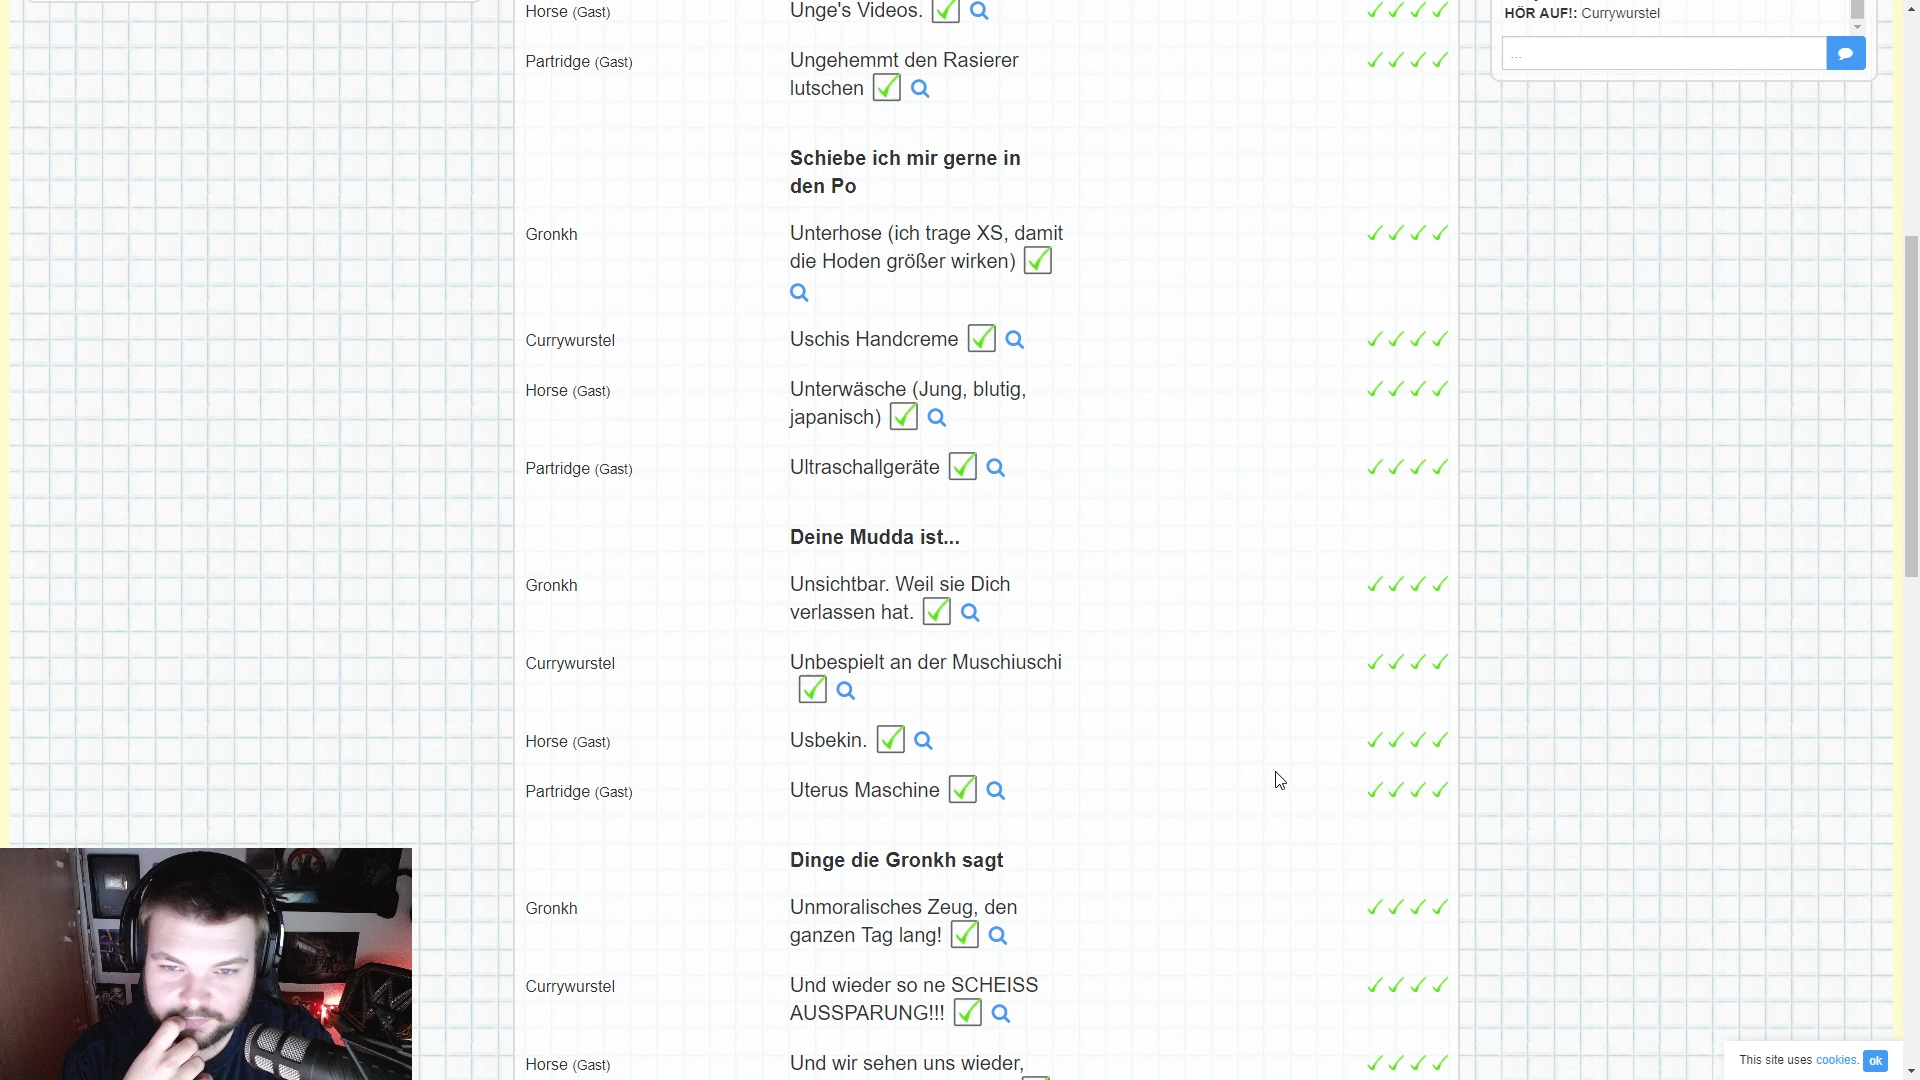 Horse (Gast)
Unge's Videos.
Partridge (Gast)
Ungehemmt den Rasierer
lutschen
Schiebe ich mir gerne in
den Po
Gronkh
Unterhose (ich trage XS, damit
die Hoden größer wirken)
Currywurstel
Uschis Handcreme
Horse (Gast)
Unterwäsche (Jung, blutig,
japanisch)
Partridge (Gast)
Ultraschallgeräte
Deine Mudda ist...
Gronkh
Unsichtbar. Weil sie Dich
verlassen hat.
Currywurstel
Unbespielt an der Muschiuschi
Horse (Gast)
Usbekin.
Partridge (Gast)
Uterus Maschine
Dinge die Gronkh sagt
Gronkh
Unmoralisches Zeug, den
ganzen Tag lang!
Currywurstel
Und wieder so ne SCHEISS
AUSSPARUNG!!!
Horse (Gast)
Und wir sehen uns wieder,
HÖR AUF!: Currywurstel
...
This site uses cookies. ok